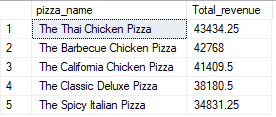 pizza_name Total_revenue
1 The Thai Chicken Pizza 43434.25
2 The Barbecue Chicken Pizza 42768
3 The California Chicken Pizza 41409.5
4 The Classic Deluxe Pizza 38180.5
5 The Spicy Italian Pizza 34831.25